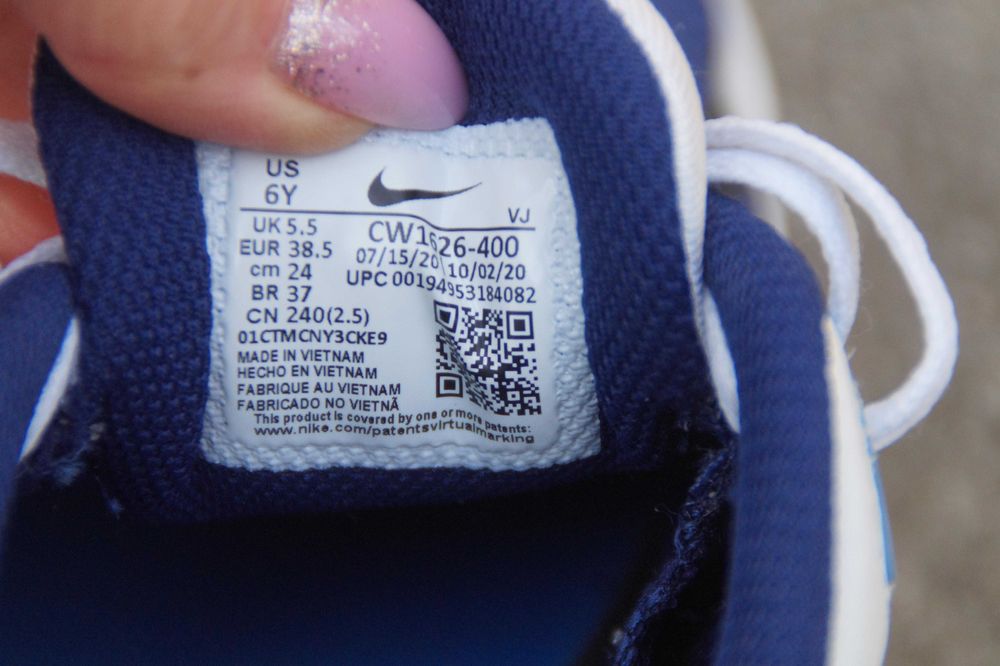 US
6Y
VJ
UK 5.5
EUR 38.5
cm 24
BR 37
CN 240(2.5)
CW1626-400
07/15/20 10/02/20
UPC 00194953184082
01CTMCNY3CKE9
MADE IN VIETNAM
HECHO EN VIETNAM
FABRIQUE AU VIETNAM
FABRICADO NO VIETNÃ
This product is covered by one or more patents:
www.nike.com/patentsvirtualmarking